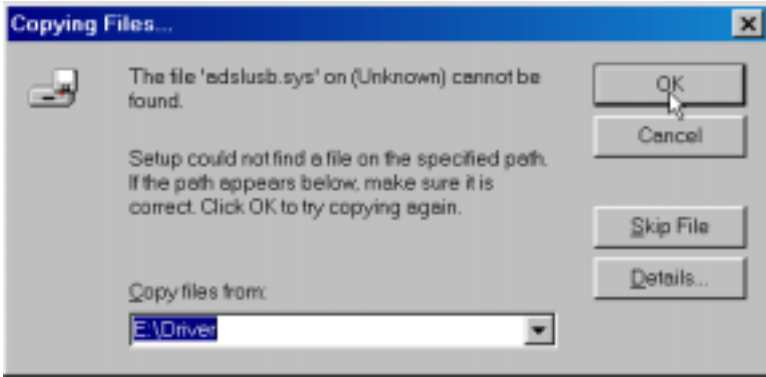 Copying Files...
The file 'adslusb.sys' on (Unknown) cannot be
found.
Setup could not find a file on the specified path.
If the path appears below, make sure it is
correct. Click OK to try copying again.
Copy files from:
E:\Driver
OK
Cancel
Skip File
Details...